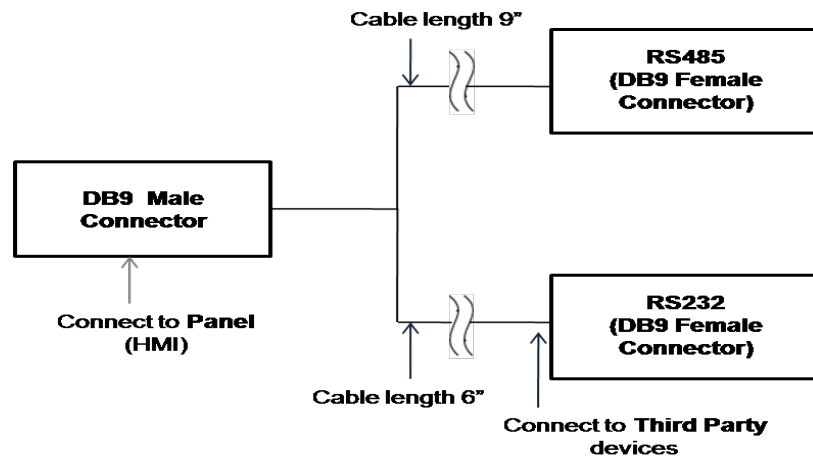 Cable length 9”
RS485
(DB9 Female
Connector)
DB9 Male
Connector
Connect to Panel
(HMI)
RS232
(DB9 Female
Connector)
Cable length 6”
Connect to Third Party
devices